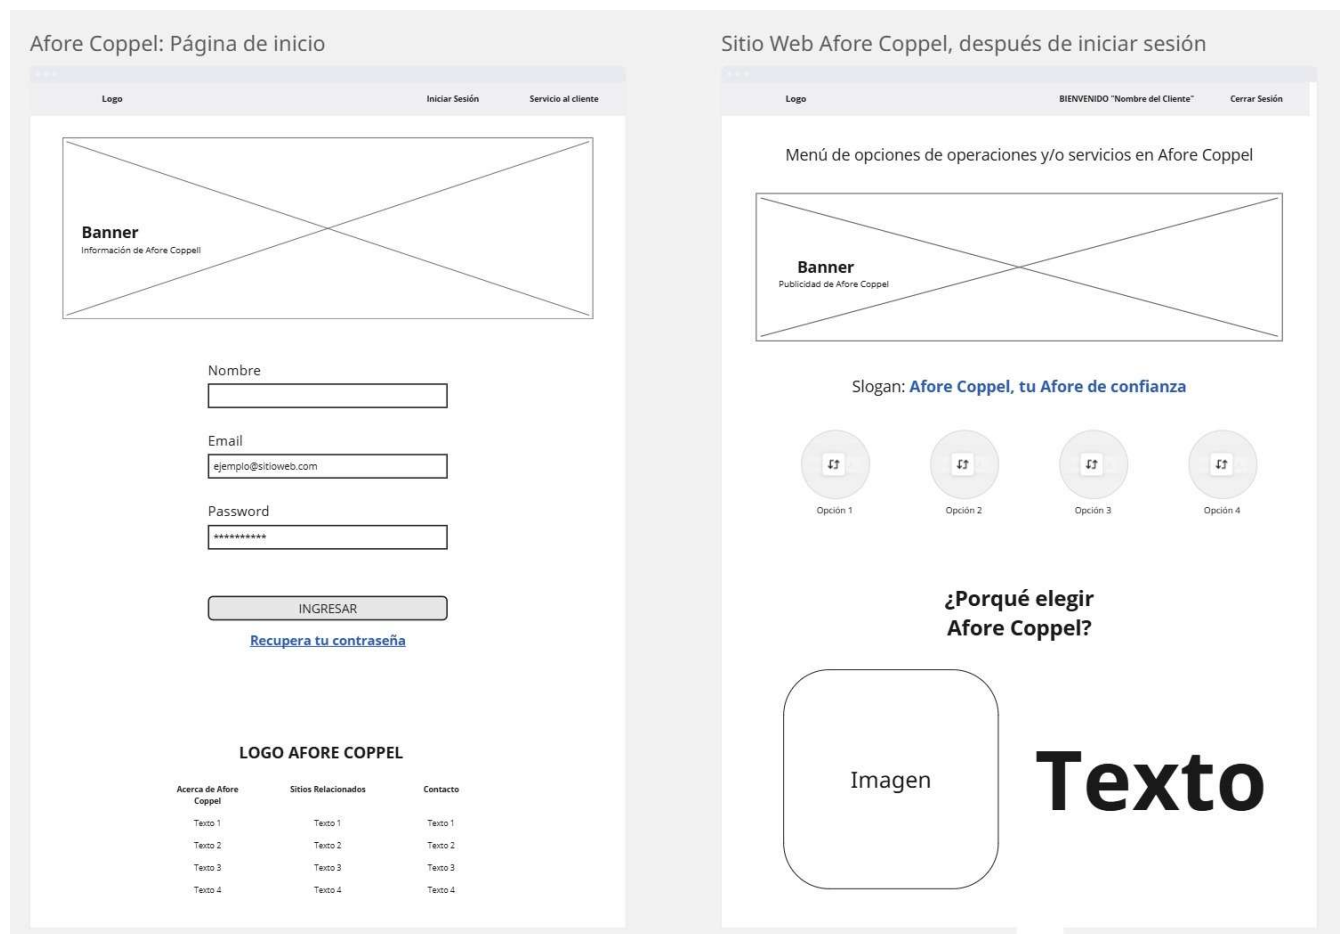 Afore Coppel: Página de inicio
Logo
Iniciar Sesión
Servicio al cliente
Banner
Información de Afore Coppell
Nombre
Email
ejemplo@sitioweb.com
Password
**********
INGRESAR
Recupera tu contraseña
LOGO AFORE COPPEL
Acerca de Afore
Coppel
Texto 1
Texto 2
Texto 3
Texto 4
Sitios Relacionados
Texto 1
Texto 2
Texto 3
Texto 4
Contacto
Texto 1
Texto 2
Texto 3
Texto 4
Sitio Web Afore Coppel, después de iniciar sesión
Logo
BIENVENIDO "Nombre del Cliente"
Cerrar Sesión
Menú de opciones de operaciones y/o servicios en Afore Coppel
Banner
Publicidad de Afore Coppel
Slogan: Afore Coppel, tu Afore de confianza
Opción 1
Opción 2
Opción 3
Opción 4
¿Porqué elegir
Afore Coppel?
Imagen
Texto